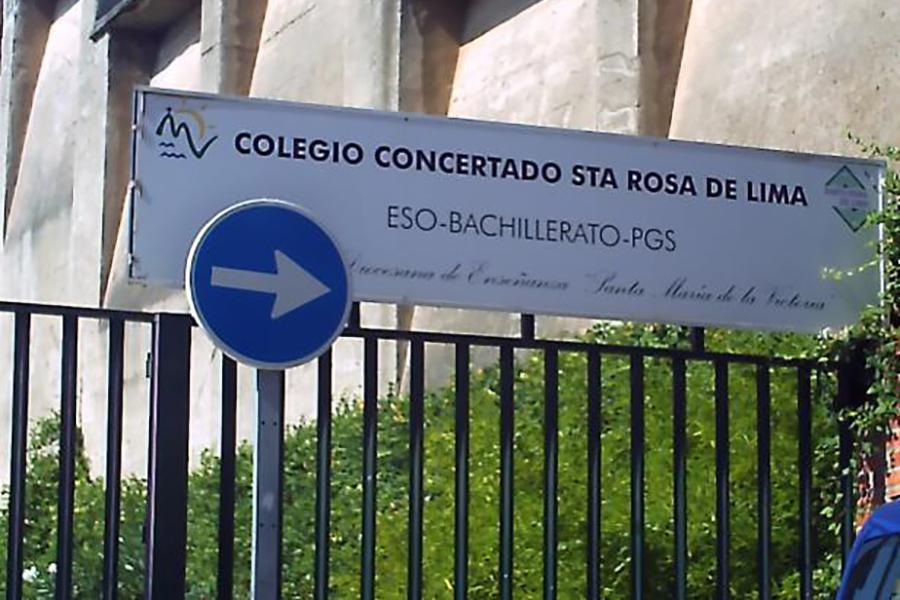 COLEGIO CONCERTADO STA ROSA DE LIMA
ESO-BACHILLERATO-PGS
Diocesana de Enseñanza "Santa María de la Victoria"